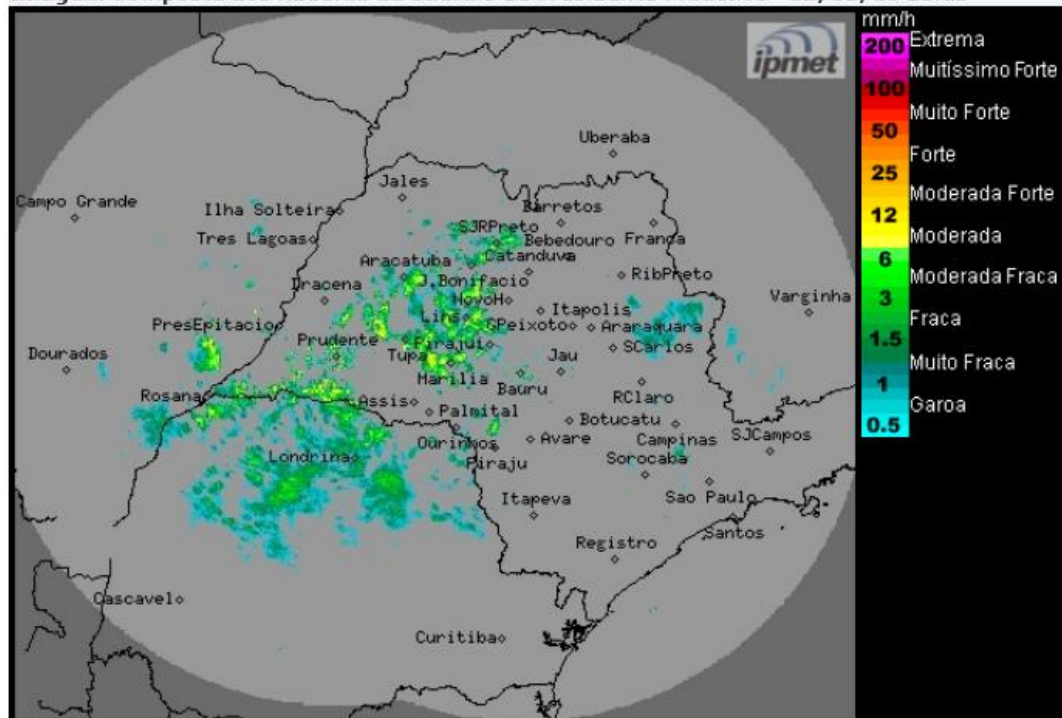 mm/h
ipmet
200 Extrema
Muitíssimo Forte
100
Muito Forte
50
Forte
25
Moderada Forte
12
Moderada
6
Moderada Fraca
3
Fraca
1.5
Muito Fraca
1
Garoa
0.5
Uberaba
Jales
Campo Grande
Ilha Solteira
Barretos
SJRPreto
Tres Lagoas
Bebedouro
Franca
Catanduva
Aracatuba
J.Bonifacio
RibPreto
Dracena
NovoH
Itapolis
Varginha
Lins
GPeixoto
Araraquara
PresEpitacio
Prudente
Pirajui
SCarlos
Dourados
Tupa
Jau
Marilia
Bauru
Rosana
RClaro
Assis
Palmital
Botucatu
Ourinhos
Avare
Campinas
SJCampos
Londrina
Piraju
Sorocaba
Itapeva
Sao Paulo
Santos
Registro
Cascavel
Curitiba